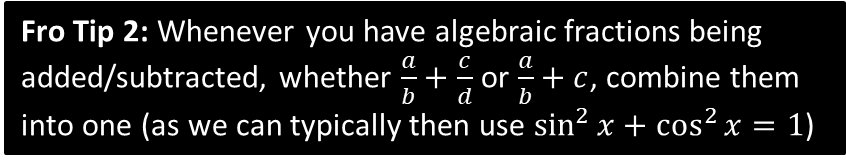 Fro Tip 2: Whenever you have algebraic fractions being
added/subtracted, whether a/b + c/d or a/b + c, combine them
into one (as we can typically then use sin² x + cos² x = 1)